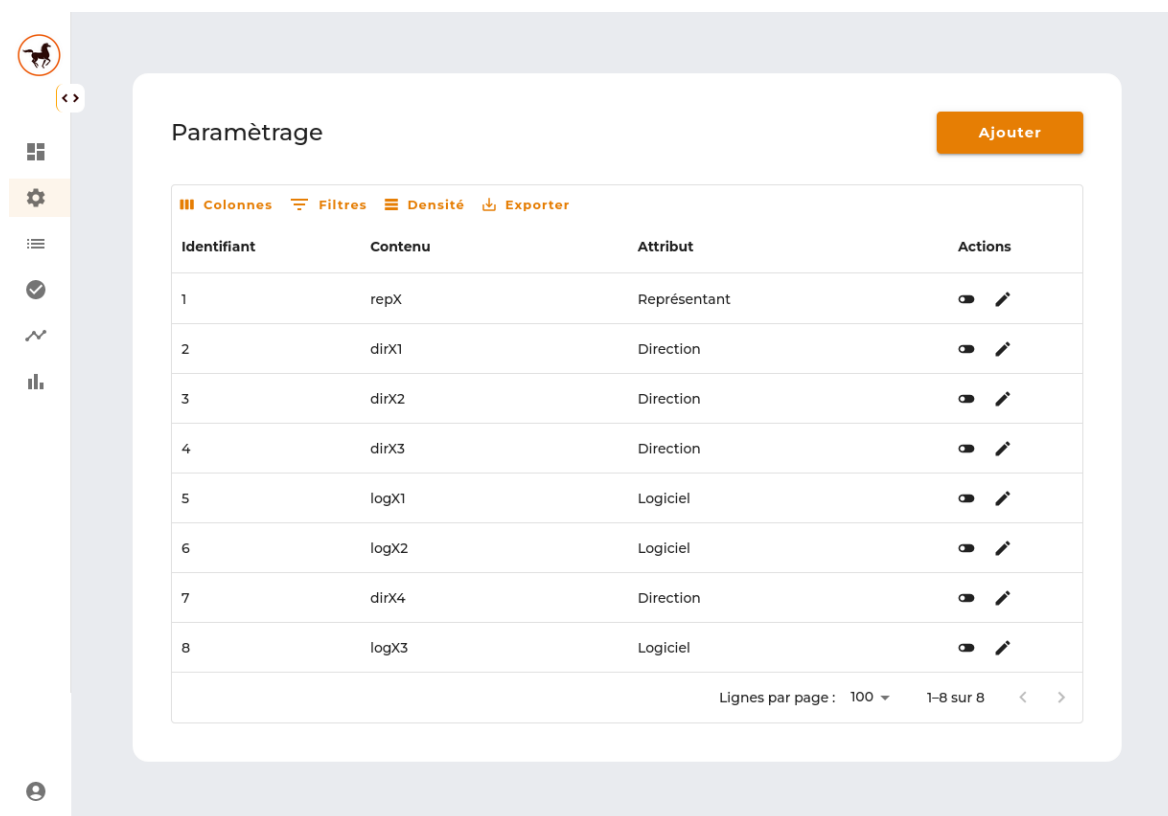 Paramètrage
Ajouter
Colonnes Filtres Densité Exporter
Identifiant Contenu Attribut Actions
1 repX Représentant
2 dirX1 Direction
3 dirX2 Direction
4 dirX3 Direction
5 logX1 Logiciel
6 logX2 Logiciel
7 dirX4 Direction
8 logX3 Logiciel
Lignes par page : 100 1–8 sur 8